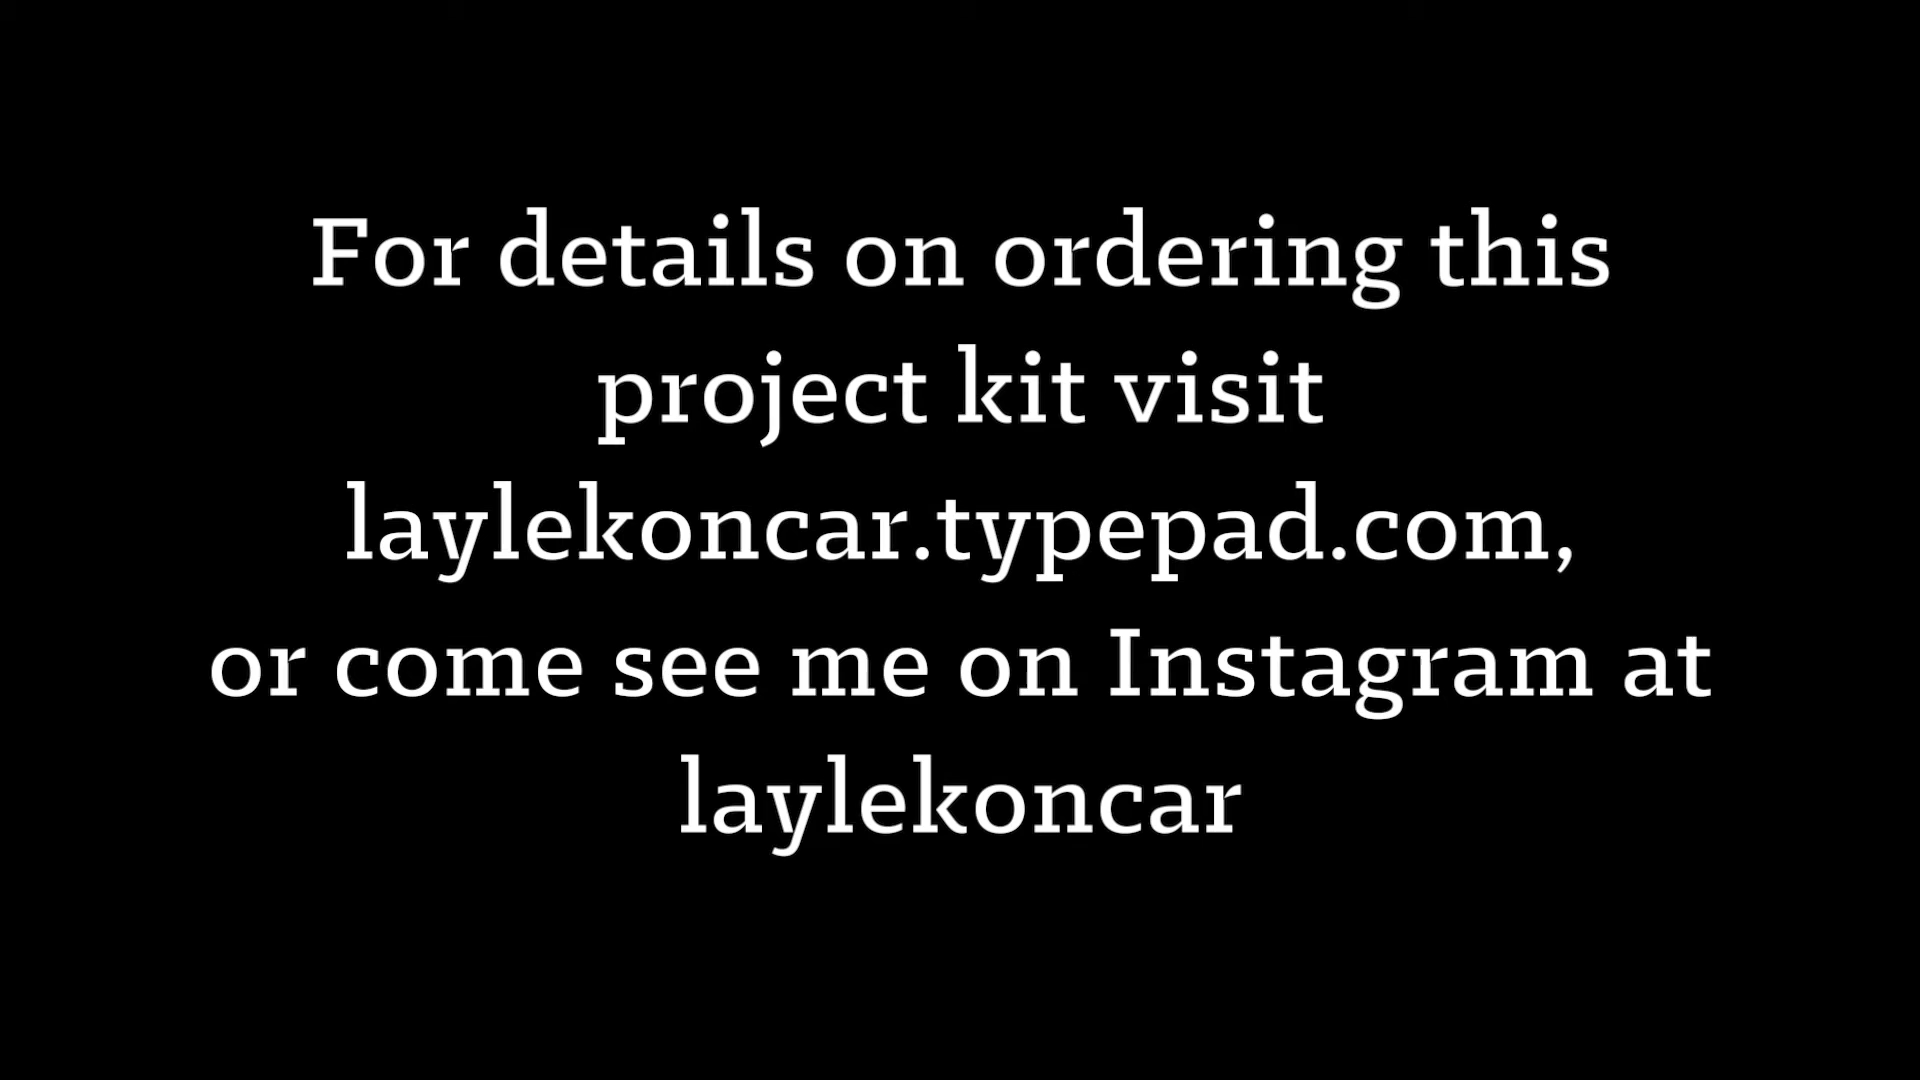 For details on ordering this
project kit visit
laylekoncar.typepad.com,
or come see me on Instagram at
laylekoncar